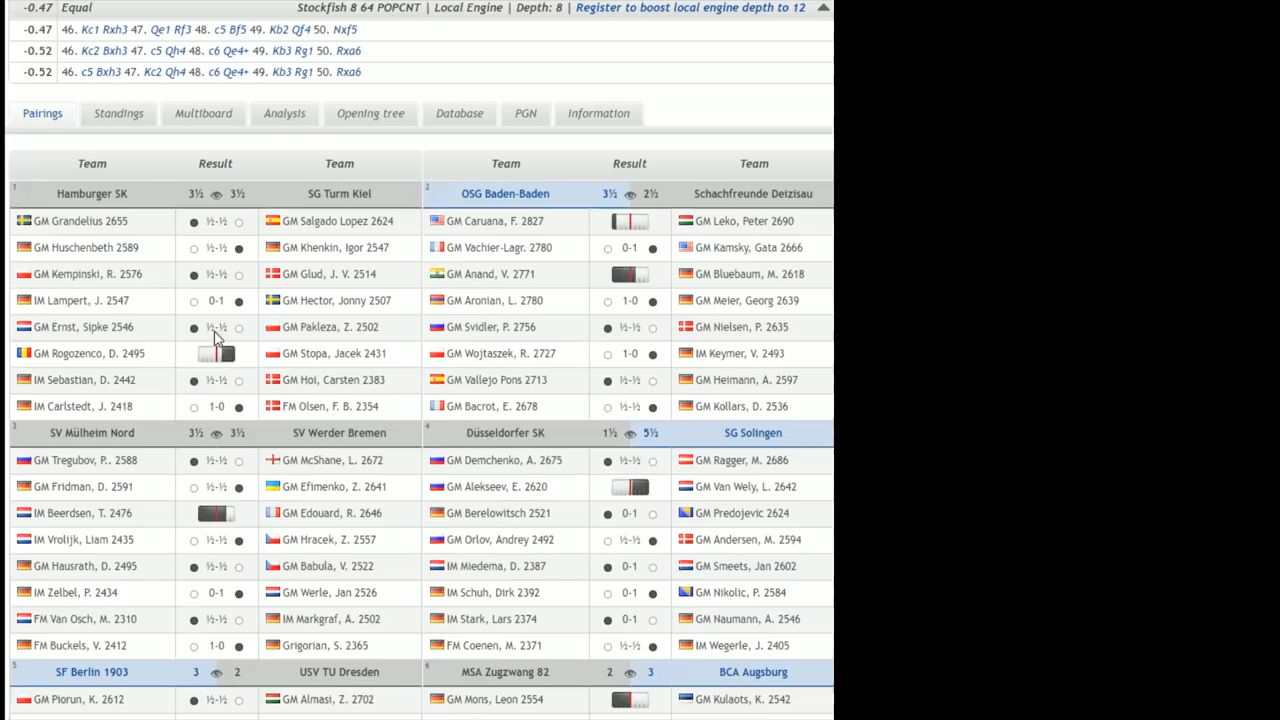 -0.47 Equal Stockfish 8 64 POPCNT | Local Engine | Depth: 8 | Register to boost local engine depth to 12
-0.47 46. Kc1 Rxh3 47. Qe1 Rf3 48. c5 Bf5 49. Kb2 Qf4 50. Nxf5
-0.52 46. Kc2 Bxh3 47. c5 Qh4 48. c6 Qe4+ 49. Kb3 Rg1 50. Rxa6
-0.52 46. c5 Bxh3 47. Kc2 Qh4 48. c6 Qe4+ 49. Kb3 Rg1 50. Rxa6
Pairings Standings Multiboard Analysis Opening tree Database PGN Information
Team Result Team Team Result Team
1 Hamburger SK 3½ 3½ SG Turm Kiel 2 OSG Baden-Baden 3½ 2½ Schachfreunde Deizisau
GM Grandelius 2655 ½-½ GM Salgado Lopez 2624 GM Caruana, F. 2827 GM Leko, Peter 2690
GM Huschenbeth 2589 ½-½ GM Khenkin, Igor 2547 GM Vachier-Lagr. 2780 0-1 GM Kamsky, Gata 2666
GM Kempinski, R. 2576 ½-½ GM Glud, J. V. 2514 GM Anand, V. 2771 GM Bluebaum, M. 2618
IM Lampert, J. 2547 0-1 GM Hector, Jonny 2507 GM Aronian, L. 2780 1-0 GM Meier, Georg 2639
GM Ernst, Sipke 2546 ½-½ GM Pakleza, Z. 2502 GM Svidler, P. 2756 ½-½ GM Nielsen, P. 2635
GM Rogozenco, D. 2495 GM Stopa, Jacek 2431 GM Wojtaszek, R. 2727 1-0 IM Keymer, V. 2493
IM Sebastian, D. 2442 ½-½ GM Hoi, Carsten 2383 GM Vallejo Pons 2713 ½-½ GM Heimann, A. 2597
IM Carlstedt, J. 2418 1-0 FM Olsen, F. B. 2354 GM Bacrot, E. 2678 ½-½ GM Kollars, D. 2536
3 SV Mülheim Nord 3½ 3½ SV Werder Bremen 4 Düsseldorfer SK 1½ 5½ SG Solingen
GM Tregubov, P.. 2588 ½-½ GM McShane, L. 2672 GM Demchenko, A. 2675 ½-½ GM Ragger, M. 2686
GM Fridman, D. 2591 ½-½ GM Efimenko, Z. 2641 GM Alekseev, E. 2620 GM Van Wely, L. 2642
IM Beerdsen, T. 2476 GM Edouard, R. 2646 GM Berelowitsch 2521 0-1 GM Predojevic 2624
IM Vrolijk, Liam 2435 ½-½ GM Hracek, Z. 2557 GM Orlov, Andrey 2492 ½-½ GM Andersen, M. 2594
GM Hausrath, D. 2495 ½-½ GM Babula, V. 2522 IM Miedema, D. 2387 0-1 GM Smeets, Jan 2602
IM Zelbel, P. 2434 0-1 GM Werle, Jan 2526 IM Schuh, Dirk 2392 0-1 GM Nikolic, P. 2584
FM Van Osch, M. 2310 ½-½ IM Markgraf, A. 2502 IM Stark, Lars 2374 0-1 GM Naumann, A. 2546
FM Buckels, V. 2412 1-0 Grigorian, S. 2365 FM Coenen, M. 2371 ½-½ IM Wegerle, J. 2405
5 SF Berlin 1903 3 2 USV TU Dresden 6 MSA Zugzwang 82 2 3 BCA Augsburg
GM Piorun, K. 2612 ½-½ GM Almasi, Z. 2702 GM Mons, Leon 2554 GM Kulaots, K. 2542